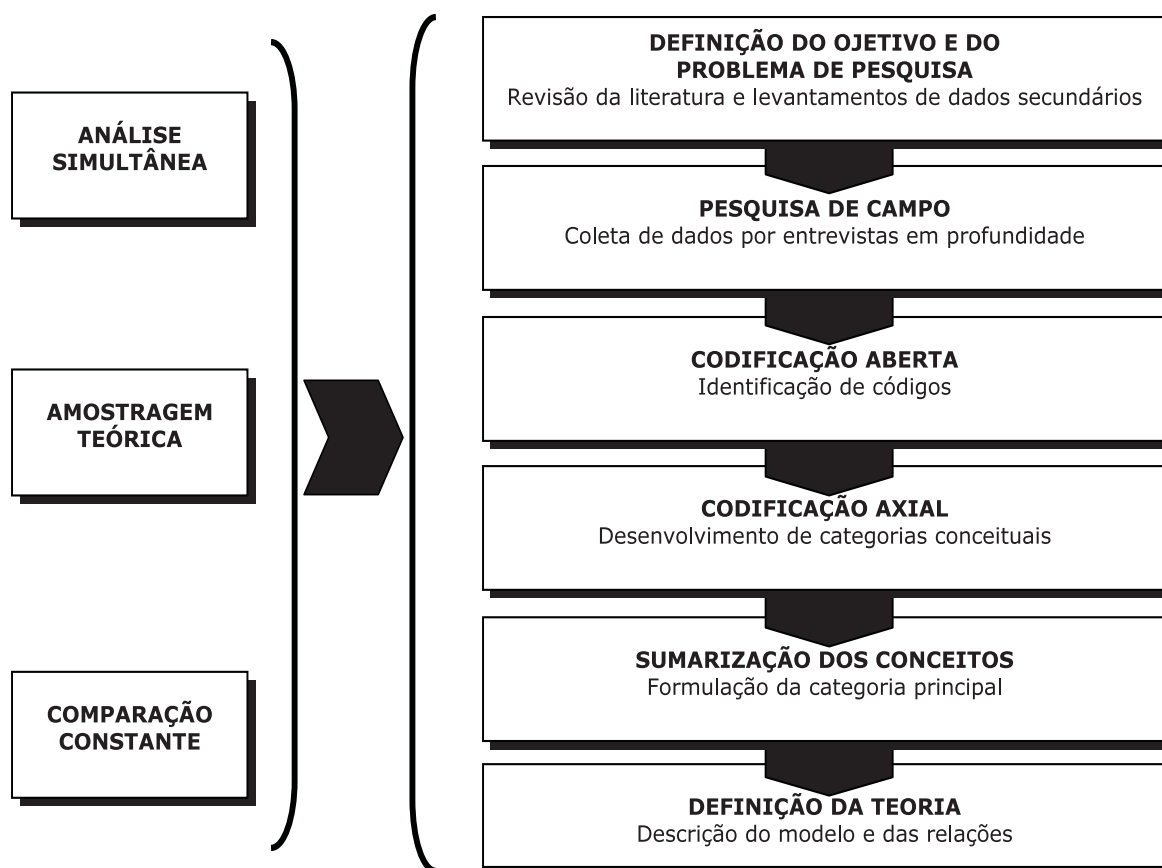 ANÁLISE
SIMULTÂNEA
AMOSTRAGEM
TEÓRICA
COMPARAÇÃO
CONSTANTE
DEFINIÇÃO DO OJETIVO E DO
PROBLEMA DE PESQUISA
Revisão da literatura e levantamentos de dados secundários
PESQUISA DE CAMPO
Coleta de dados por entrevistas em profundidade
CODIFICAÇÃO ABERTA
Identificação de códigos
CODIFICAÇÃO AXIAL
Desenvolvimento de categorias conceituais
SUMARIZAÇÃO DOS CONCEITOS
Formulação da categoria principal
DEFINIÇÃO DA TEORIA
Descrição do modelo e das relações